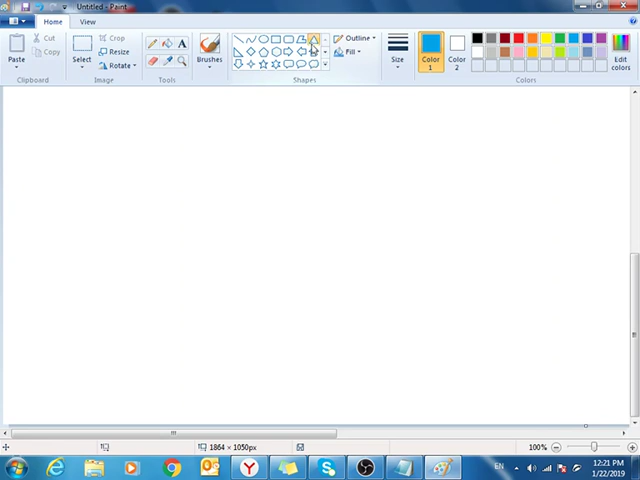 Untitled - Paint
Home View
Paste
Cut
Copy
Clipboard
Select
Crop
Resize
Rotate
Image
Tools
Brushes
Shapes
Outline
Fill
Size
Color 1
Color 2
Edit colors
Colors
1864 × 1050px
100%
EN
12:21 PM
1/22/2019